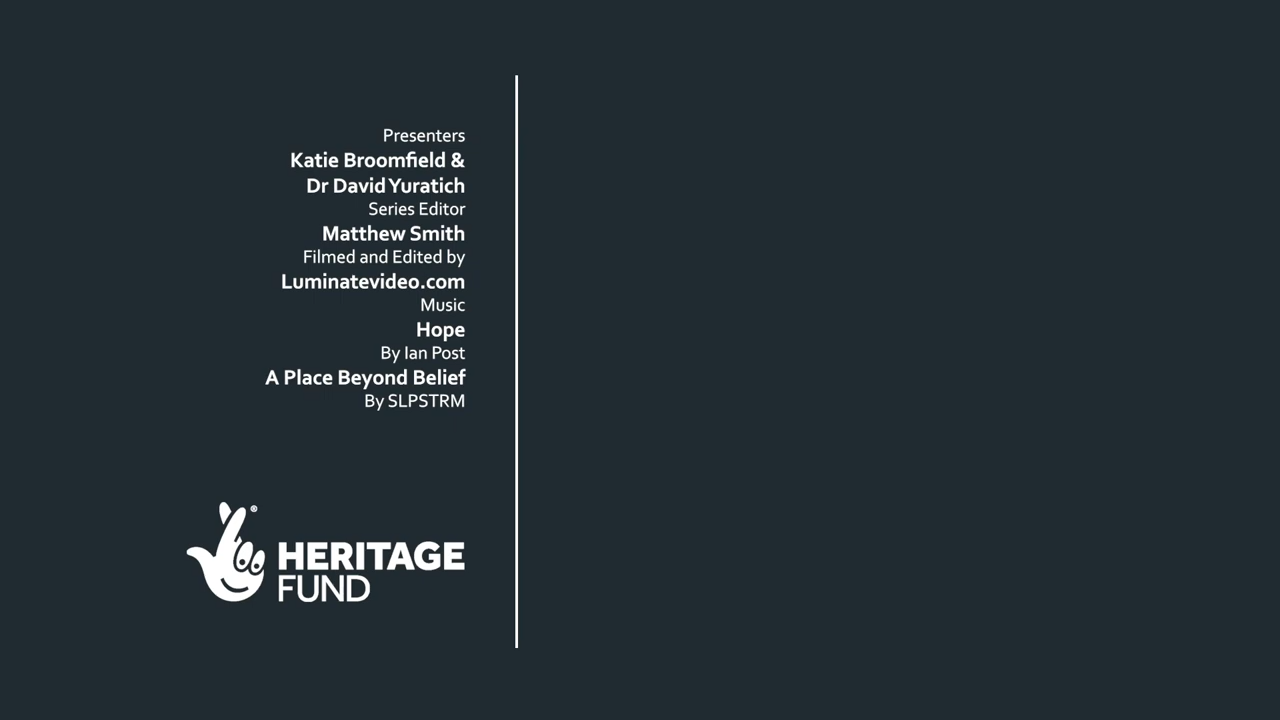 Presenters
Katie Broomfield &
Dr David Yuratich
Series Editor
Matthew Smith
Filmed and Edited by
Luminatevideo.com
Music
Hope
By Ian Post
A Place Beyond Belief
By SLPSTRM
®
HERITAGE
FUND